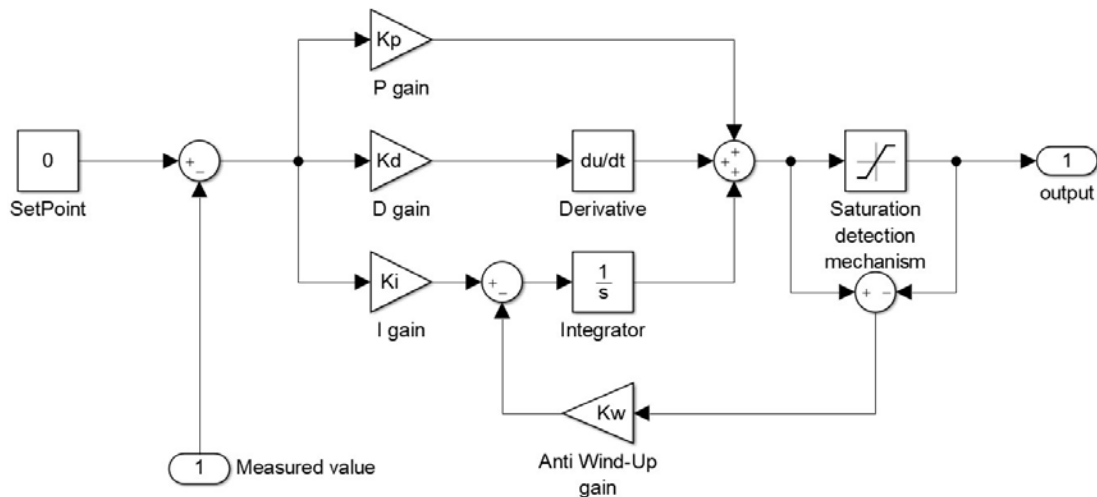 Kp
P gain
0
SetPoint
+
−
Kd
D gain
du/dt
Derivative
+
+
+
Saturation
detection
mechanism
1
output
Ki
I gain
+
−
1
s
Integrator
+ −
Kw
Anti Wind-Up
gain
1
Measured value